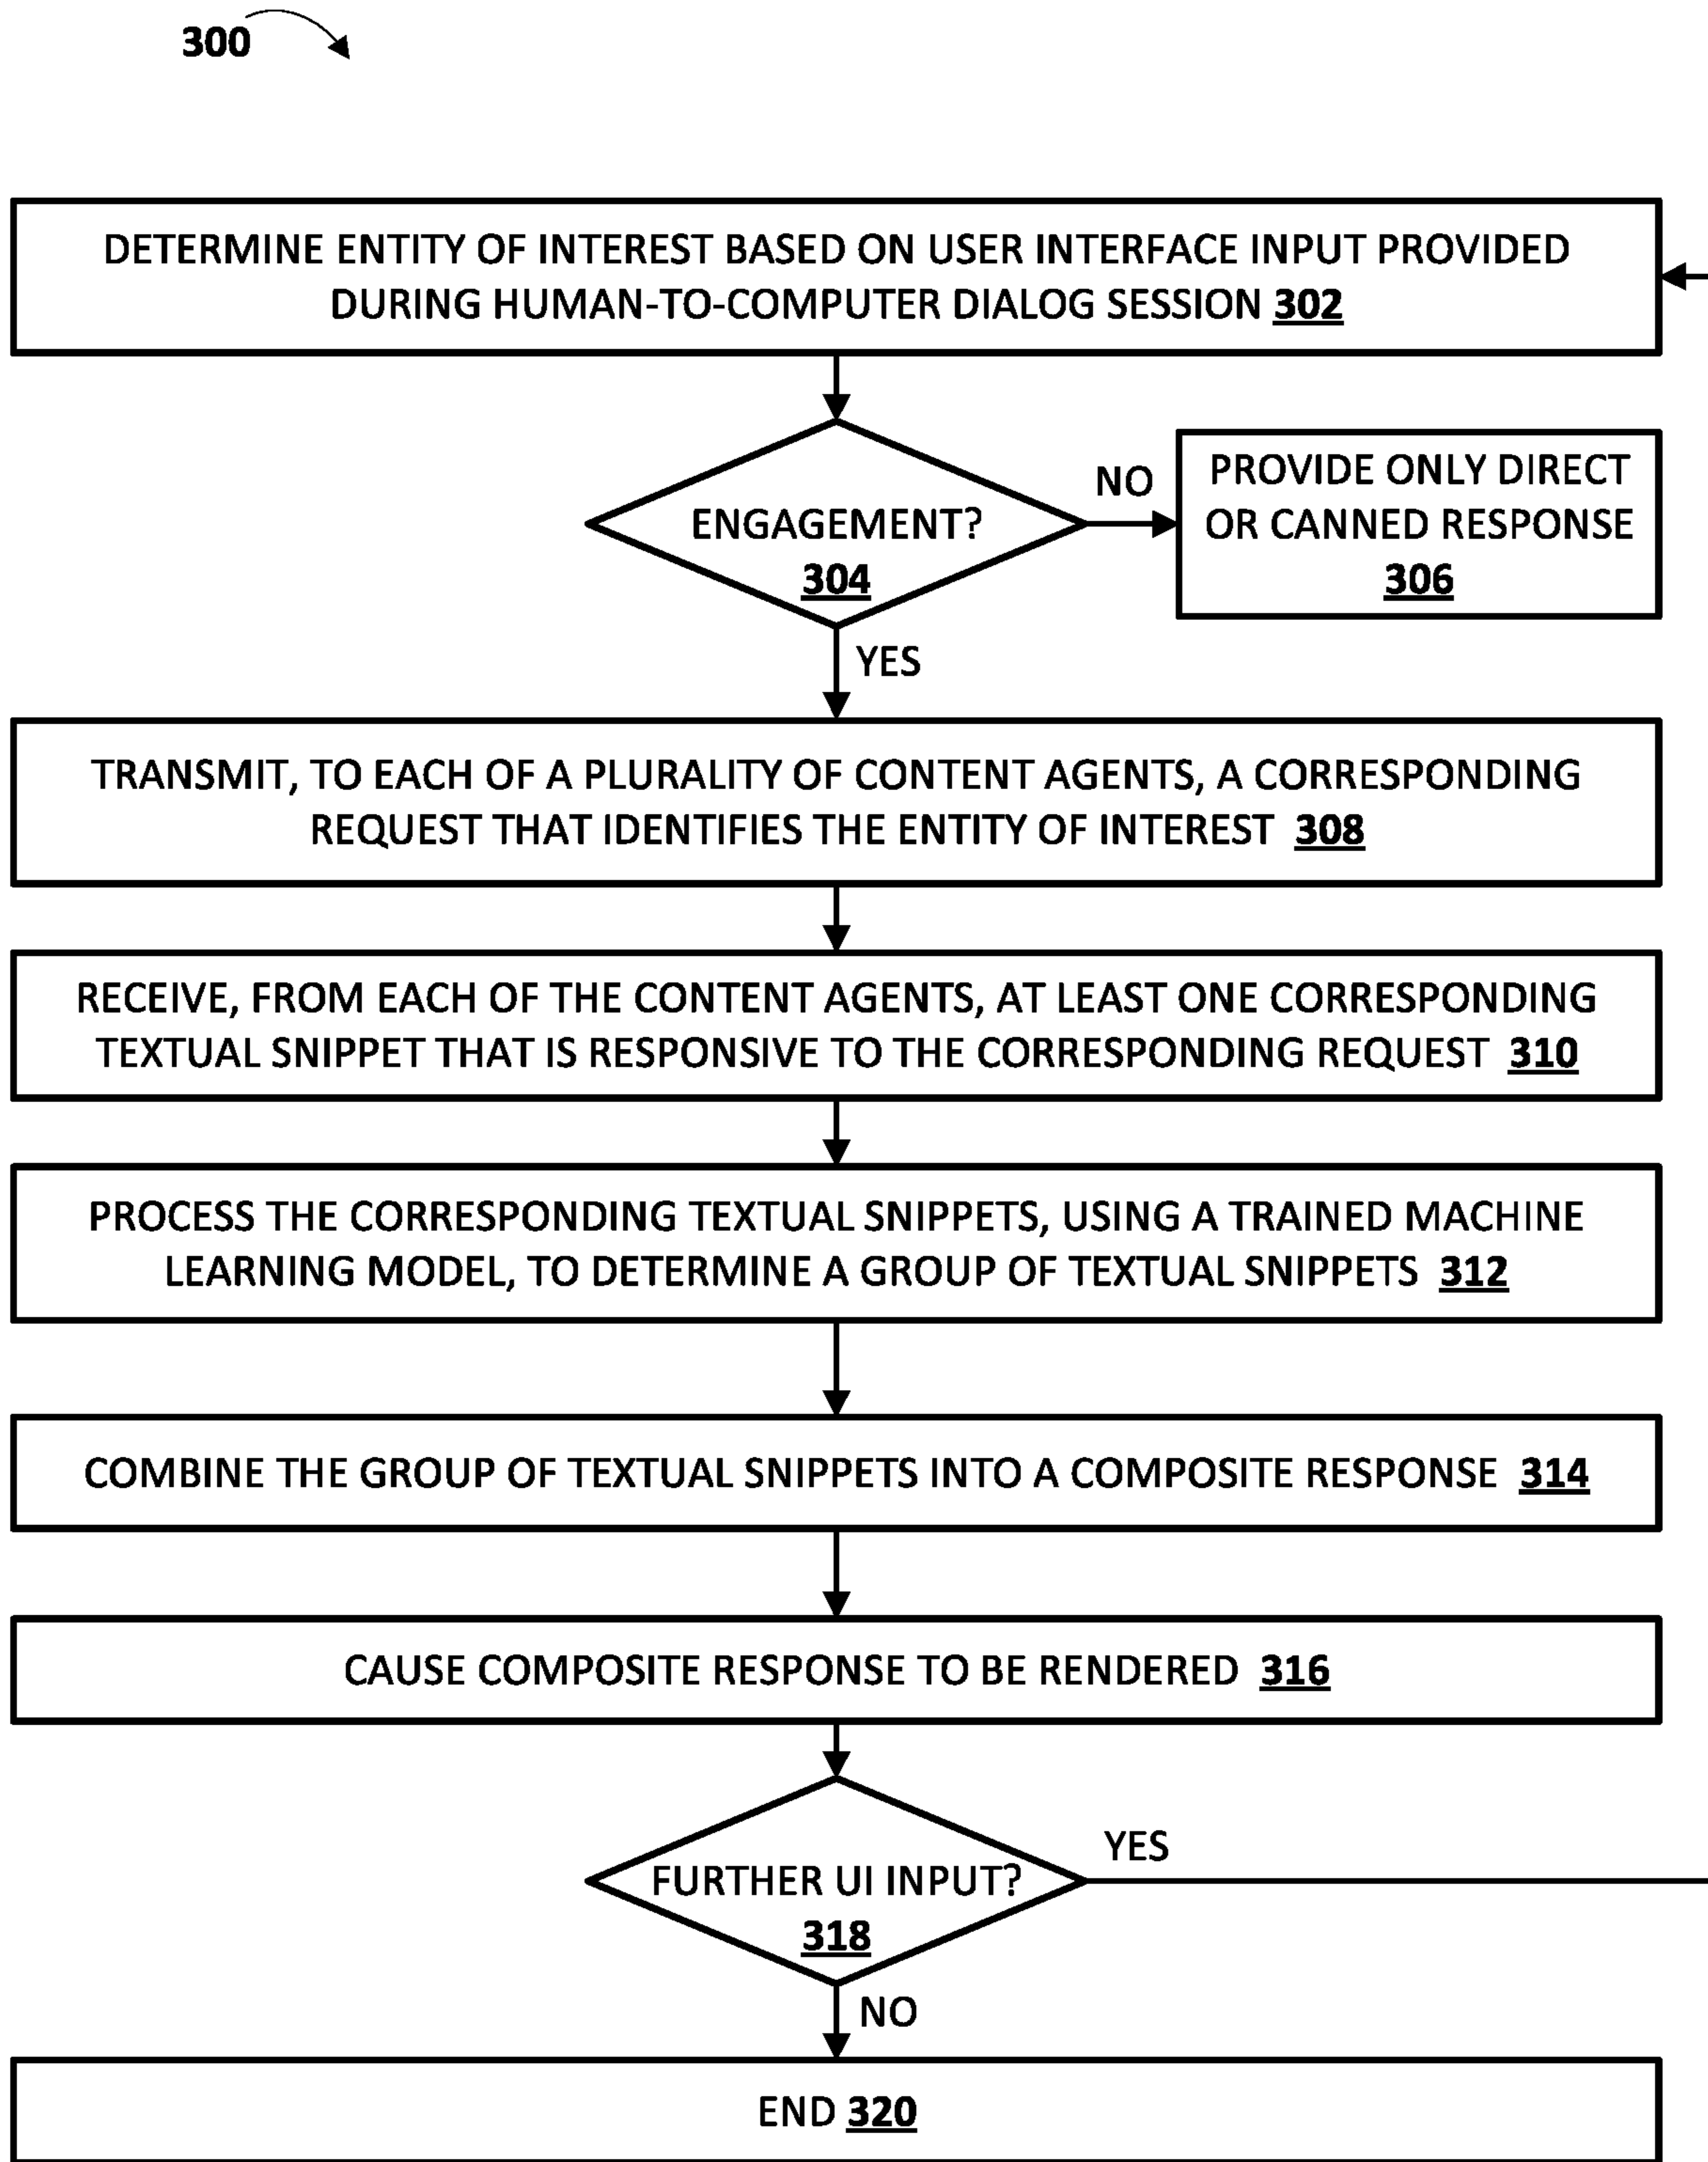 300
DETERMINE ENTITY OF INTEREST BASED ON USER INTERFACE INPUT PROVIDED
DURING HUMAN-TO-COMPUTER DIALOG SESSION 302
ENGAGEMENT?
304
NO
PROVIDE ONLY DIRECT
OR CANNED RESPONSE
306
YES
TRANSMIT, TO EACH OF A PLURALITY OF CONTENT AGENTS, A CORRESPONDING
REQUEST THAT IDENTIFIES THE ENTITY OF INTEREST 308
RECEIVE, FROM EACH OF THE CONTENT AGENTS, AT LEAST ONE CORRESPONDING
TEXTUAL SNIPPET THAT IS RESPONSIVE TO THE CORRESPONDING REQUEST 310
PROCESS THE CORRESPONDING TEXTUAL SNIPPETS, USING A TRAINED MACHINE
LEARNING MODEL, TO DETERMINE A GROUP OF TEXTUAL SNIPPETS 312
COMBINE THE GROUP OF TEXTUAL SNIPPETS INTO A COMPOSITE RESPONSE 314
CAUSE COMPOSITE RESPONSE TO BE RENDERED 316
FURTHER UI INPUT?
318
YES
NO
END 320